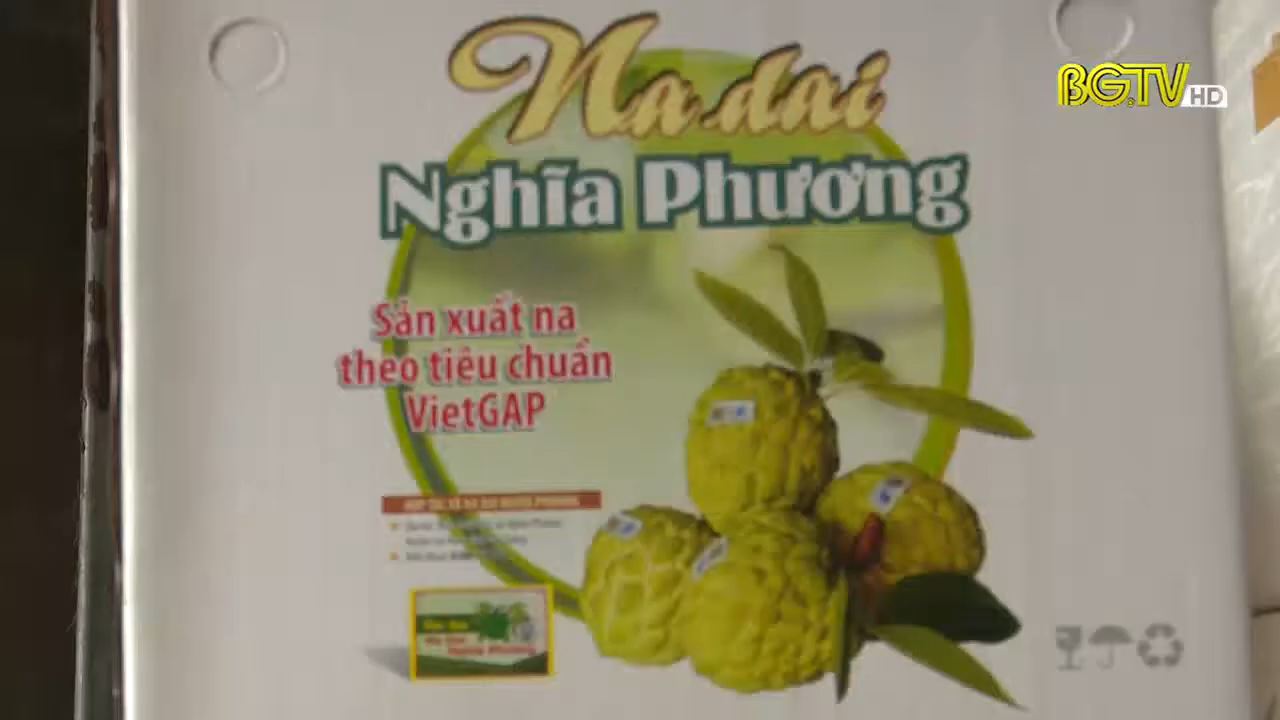 Na dai
BGTV HD
Nghĩa Phương
Sản xuất na
theo tiêu chuẩn
VietGAP